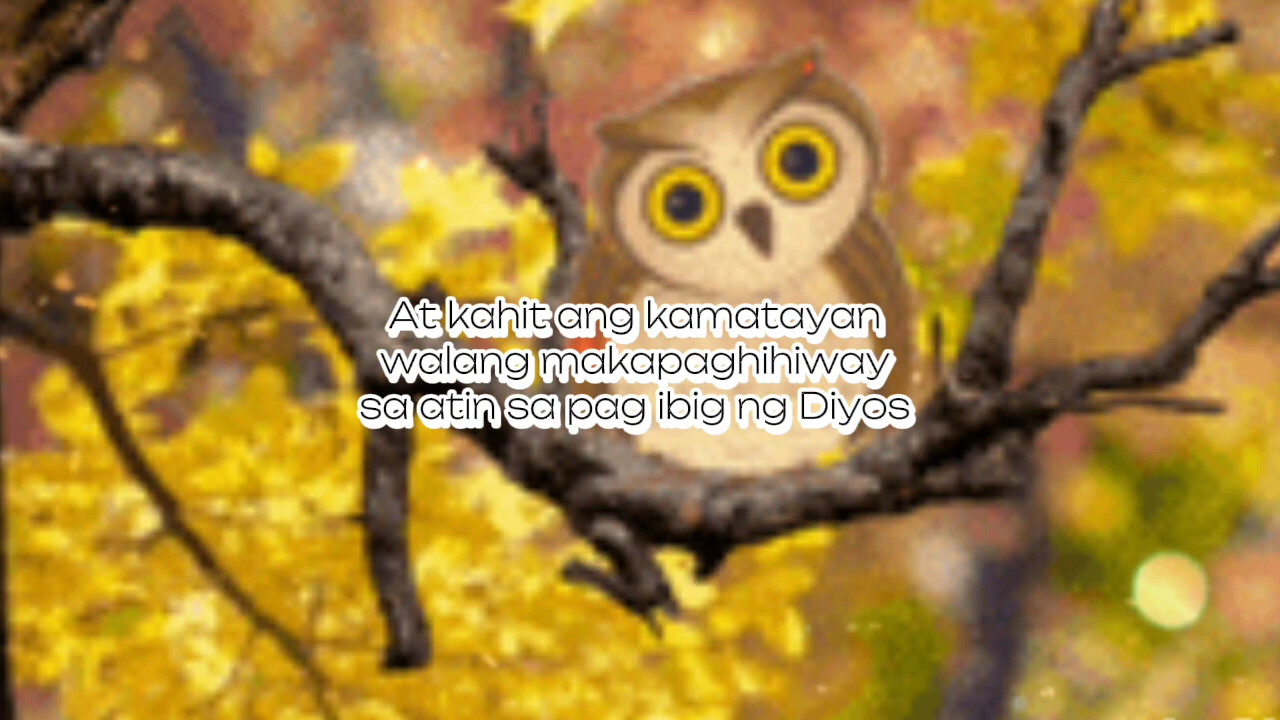 At kahit ang kamatayan
walang makapaghihiway
sa atin sa pag ibig ng Diyos